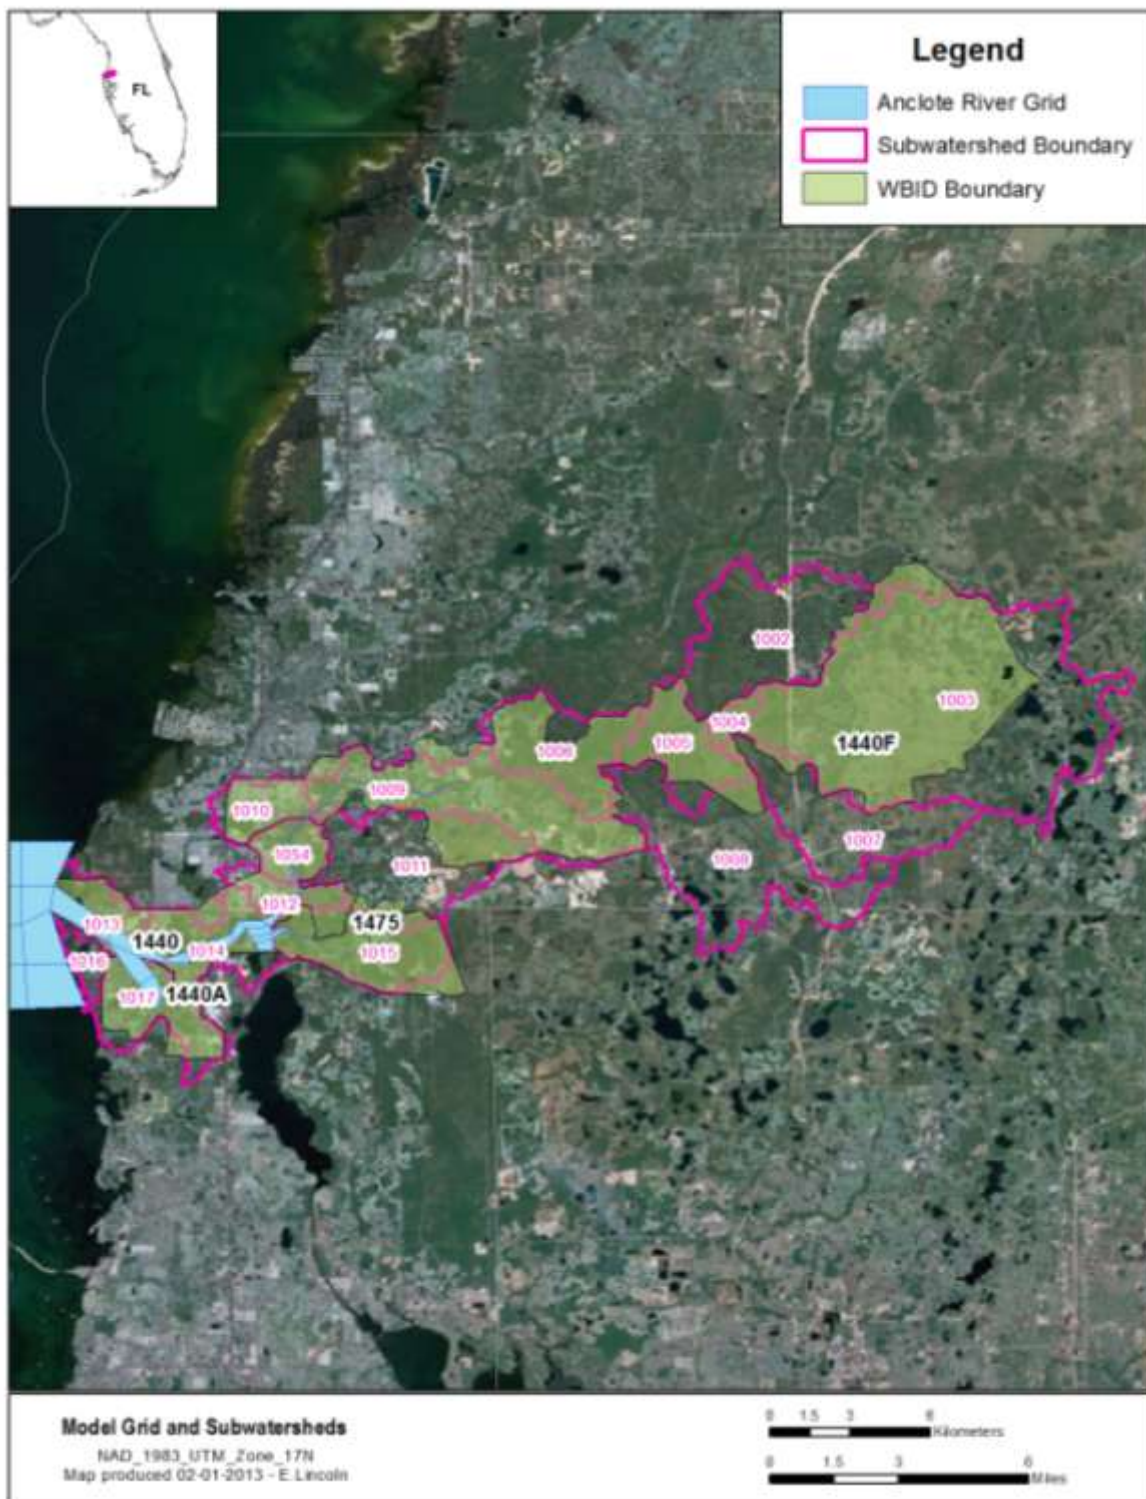 FL
Legend
Anclote River Grid
Subwatershed Boundary
WBID Boundary
1002
1003
1004
1005
1440F
1006
1009
1010
1007
1054
1011
1008
1012
1475
1013
1440
1014
1015
1016
1017
1440A
Model Grid and Subwatersheds
NAD_1983_UTM_Zone_17N
Map produced 02-01-2013 - E.Lincoln
0 1.5 3 6
Kilometers
0 1.5 3 6
Miles